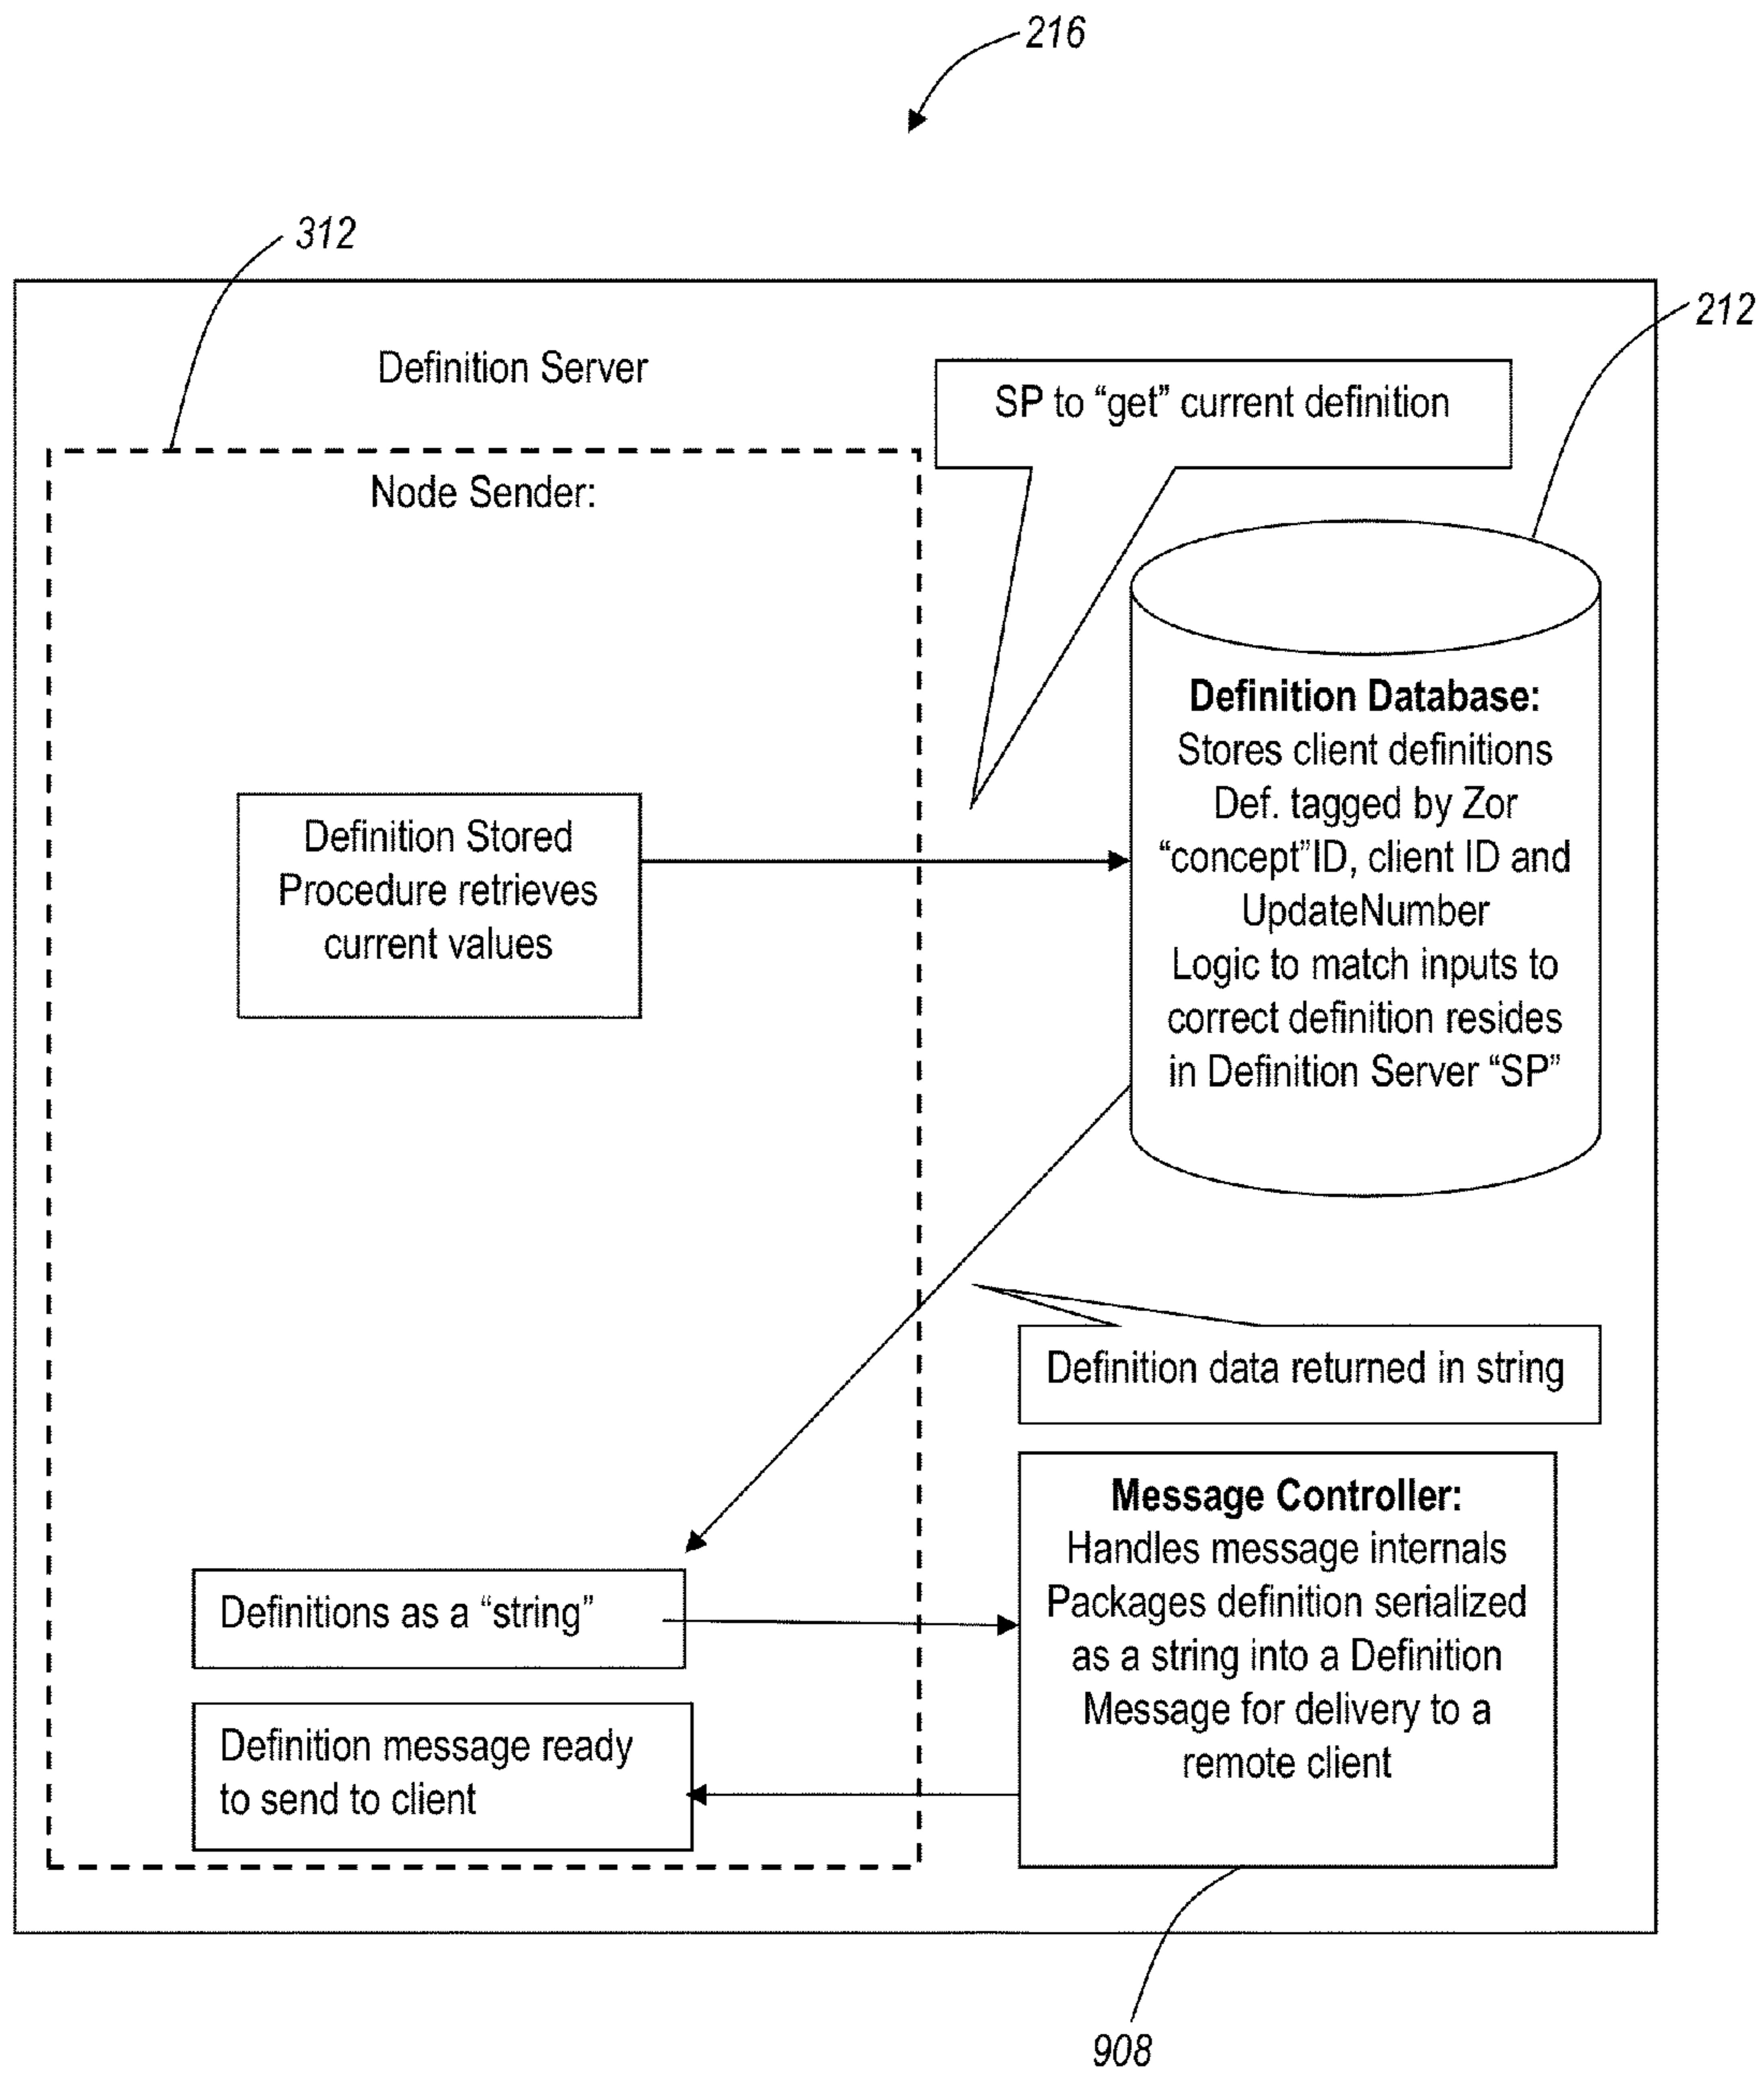 216
312
212
Definition Server
SP to “get” current definition
Node Sender:
Definition Database:
Stores client definitions
Def. tagged by Zor
“concept”ID, client ID and
UpdateNumber
Logic to match inputs to
correct definition resides
in Definition Server “SP”
Definition Stored
Procedure retrieves
current values
Definition data returned in string
Message Controller:
Handles message internals
Packages definition serialized
as a string into a Definition
Message for delivery to a
remote client
Definitions as a “string”
Definition message ready
to send to client
908